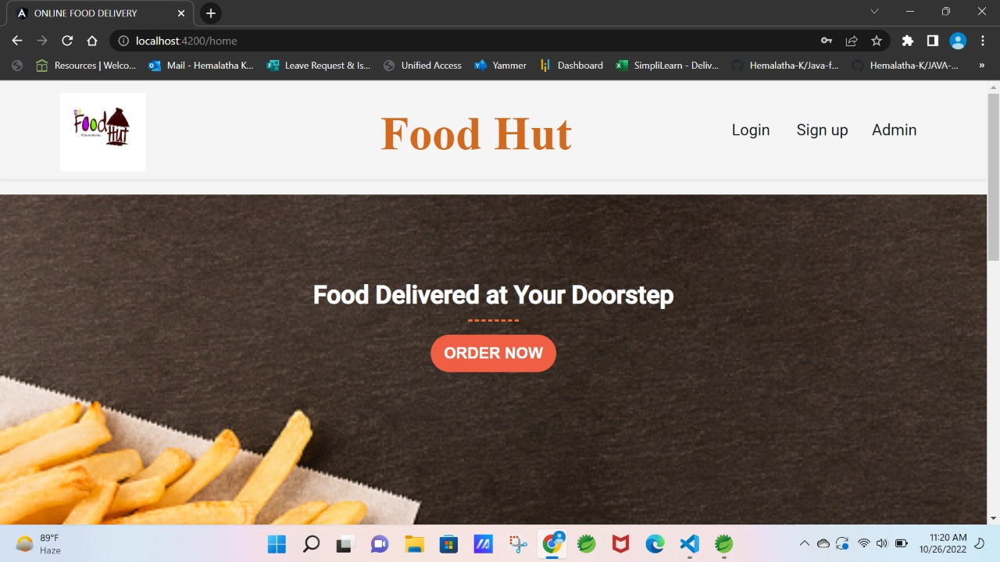 ONLINE FOOD DELIVERY
localhost:4200/home
Resources | Welco...
Mail - Hemalatha K...
Leave Request & Is...
Unified Access
Yammer
Dashboard
SimpliLearn - Deliv...
Hemalatha-K/Java-f...
Hemalatha-K/JAVA-...
»
Food
Hut
Food Hut
Login
Sign up
Admin
Food Delivered at Your Doorstep
ORDER NOW
89°F
Haze
11:20 AM
10/26/2022